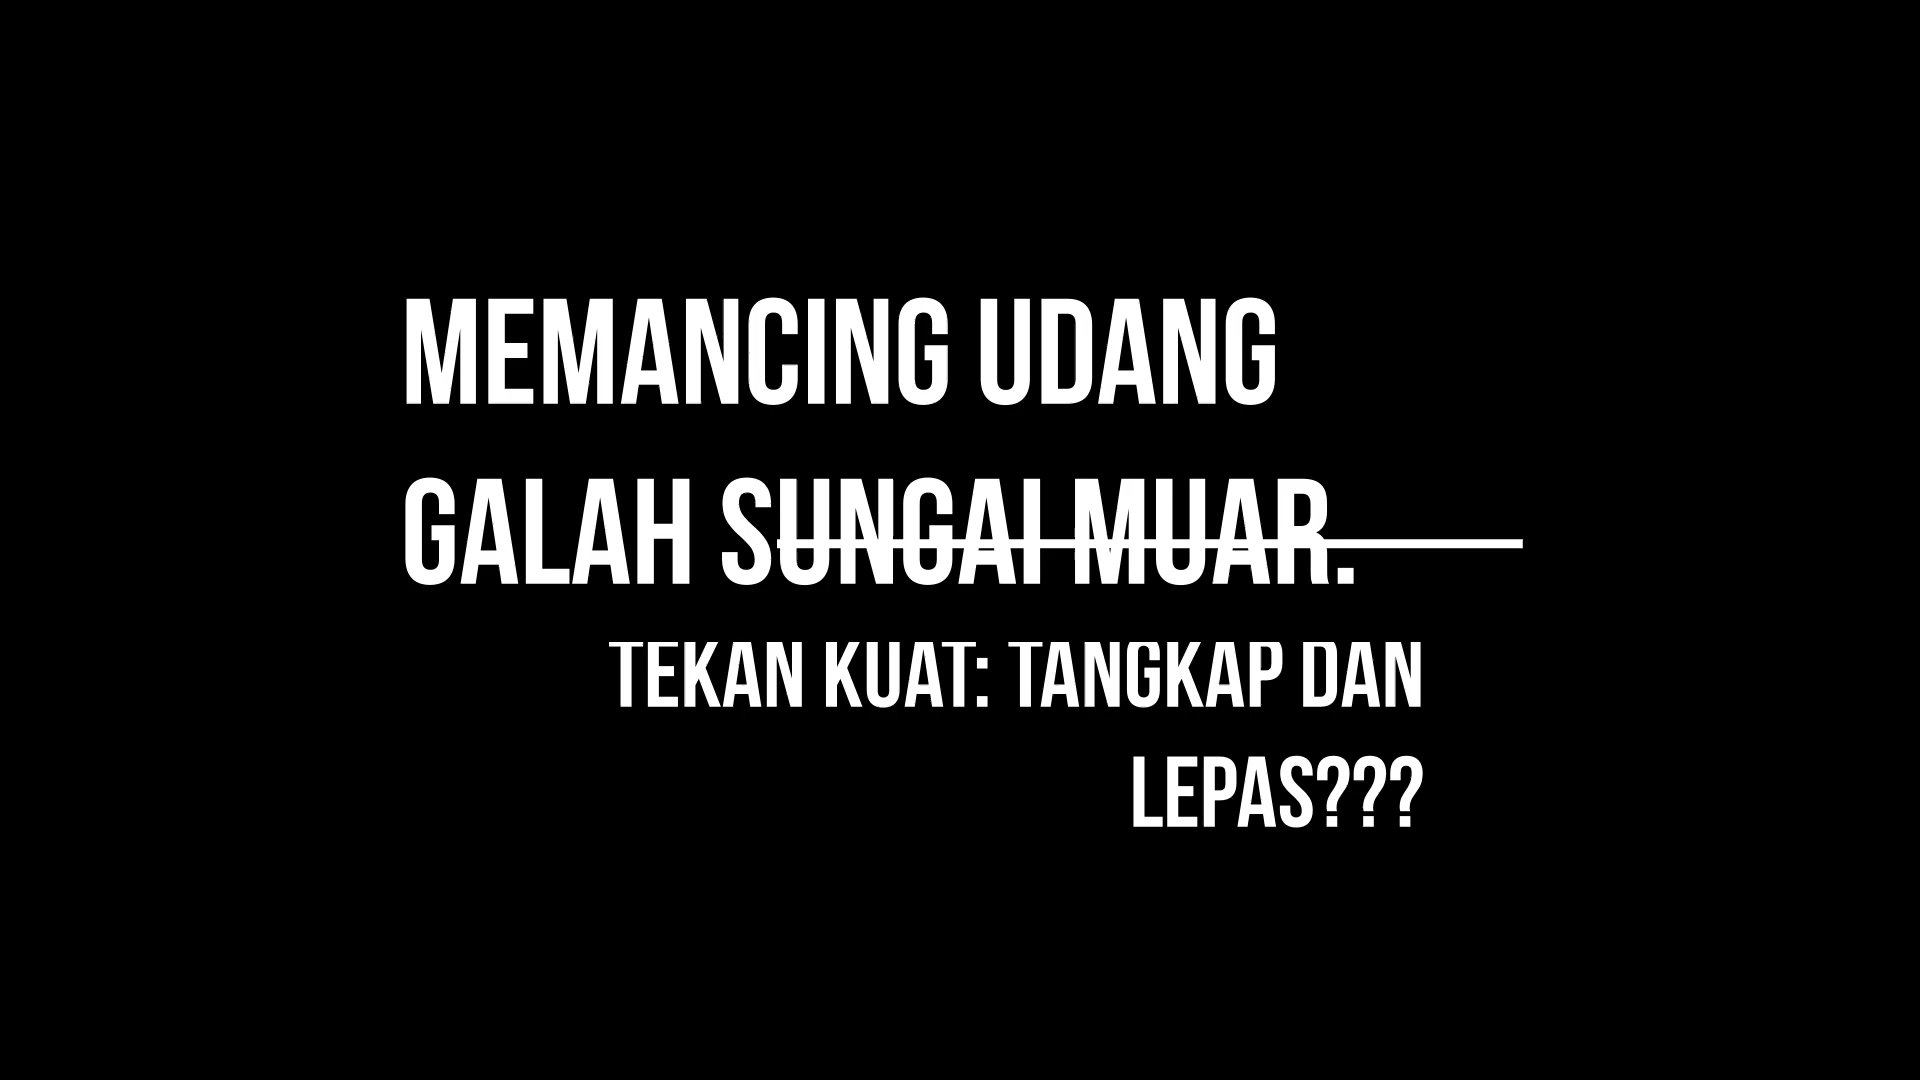 MEMANCING UDANG
GALAH SUNGAI MUAR.
TEKAN KUAT: TANGKAP DAN
LEPAS???